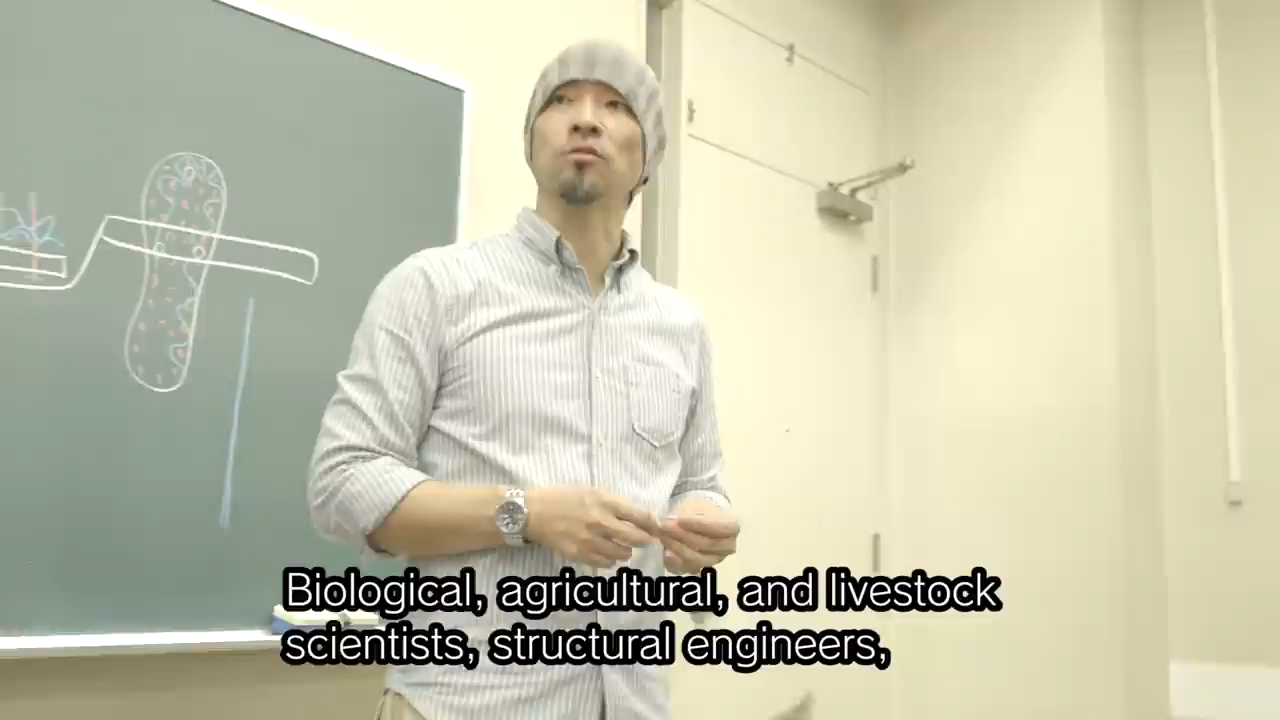 Biological, agricultural, and livestock
scientists, structural engineers,